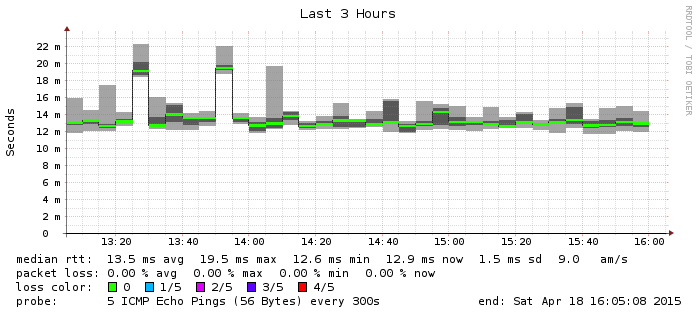 Last 3 Hours
RRDTOOL / TOBI OETIKER
Seconds
22 m
20 m
18 m
16 m
14 m
12 m
10 m
8 m
6 m
4 m
2 m
0
13:20 13:40 14:00 14:20 14:40 15:00 15:20 15:40 16:00
median rtt: 13.5 ms avg 19.5 ms max 12.6 ms min 12.9 ms now 1.5 ms sd 9.0 am/s
packet loss: 0.00 % avg 0.00 % max 0.00 % min 0.00 % now
loss color: 0 1/5 2/5 3/5 4/5
probe: 5 ICMP Echo Pings (56 Bytes) every 300s end: Sat Apr 18 16:05:08 2015